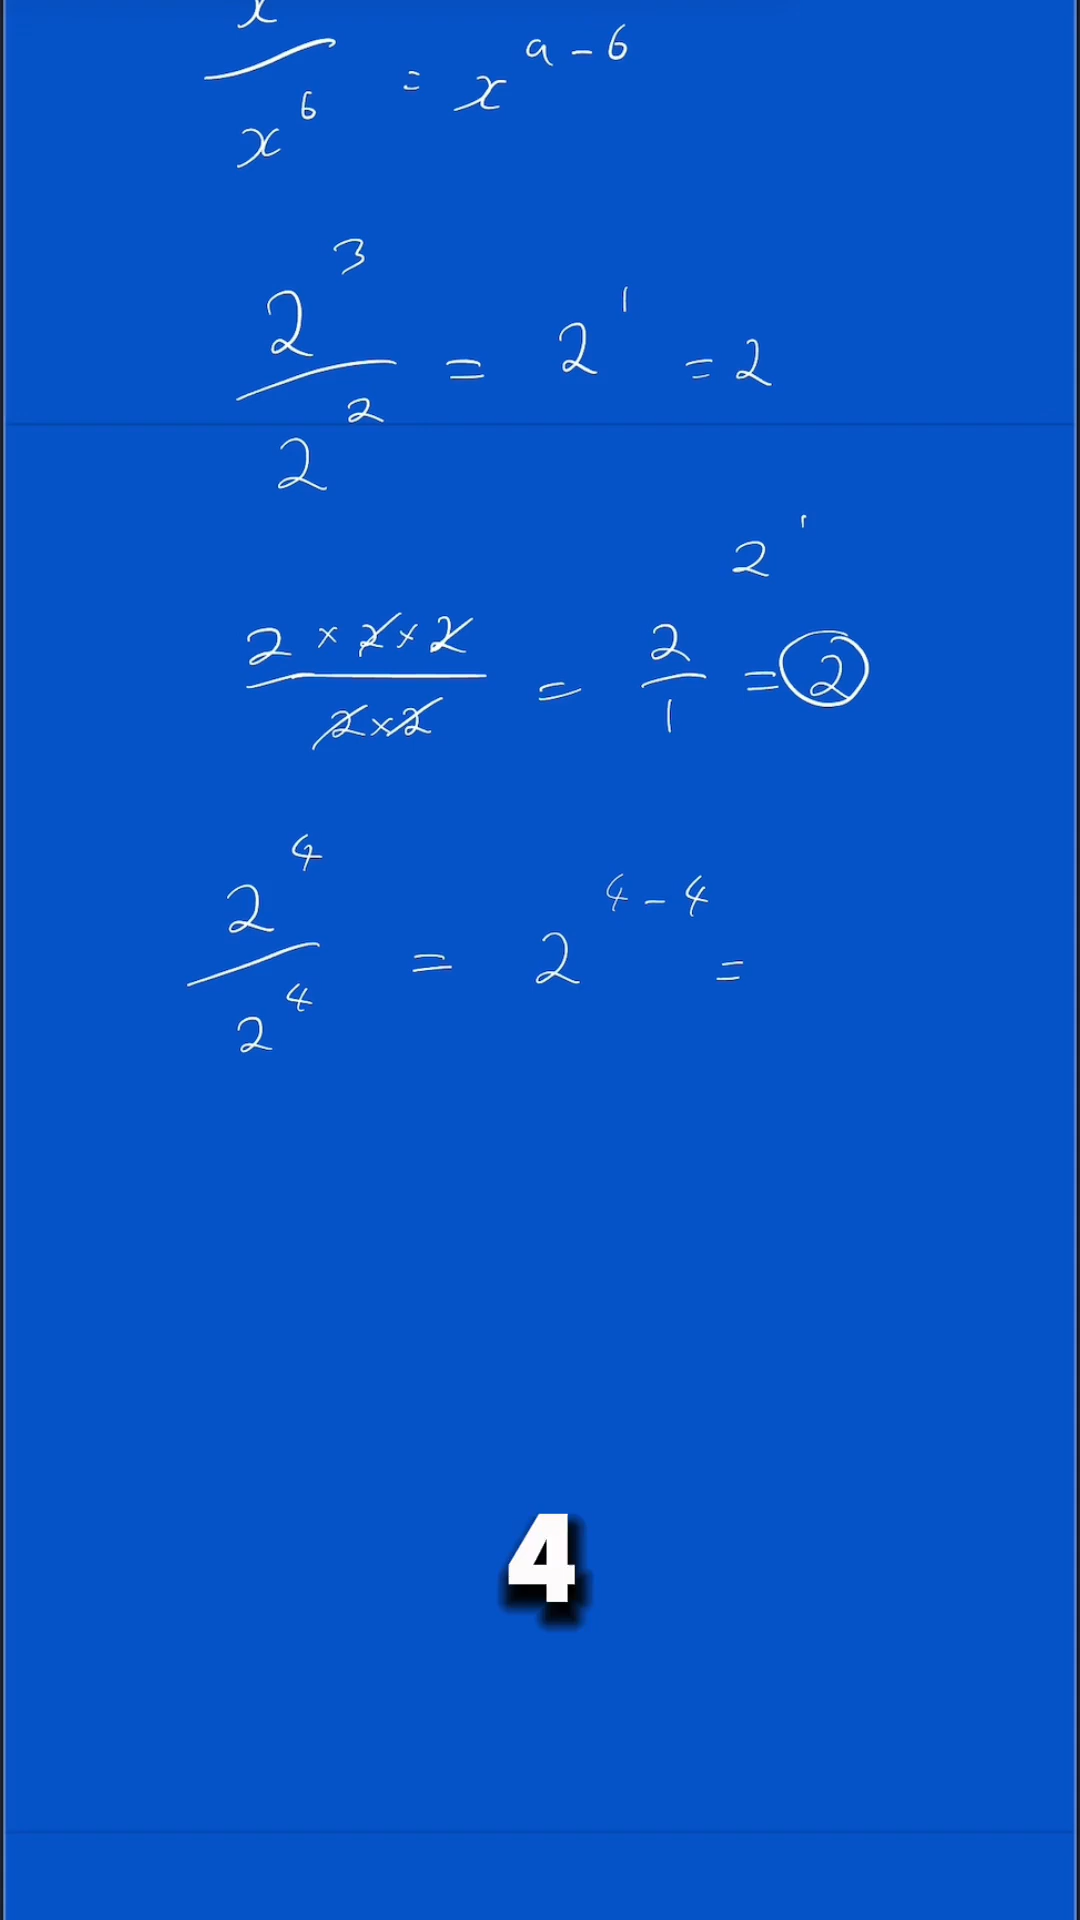 x
/ x^6 = x^{a-6}
2^3 / 2^2 = 2^1 = 2
2^1
2 × 2 × 2 / 2 × 2 = 2 / 1 = 2
2^4 / 2^4 = 2^{4-4} =
4